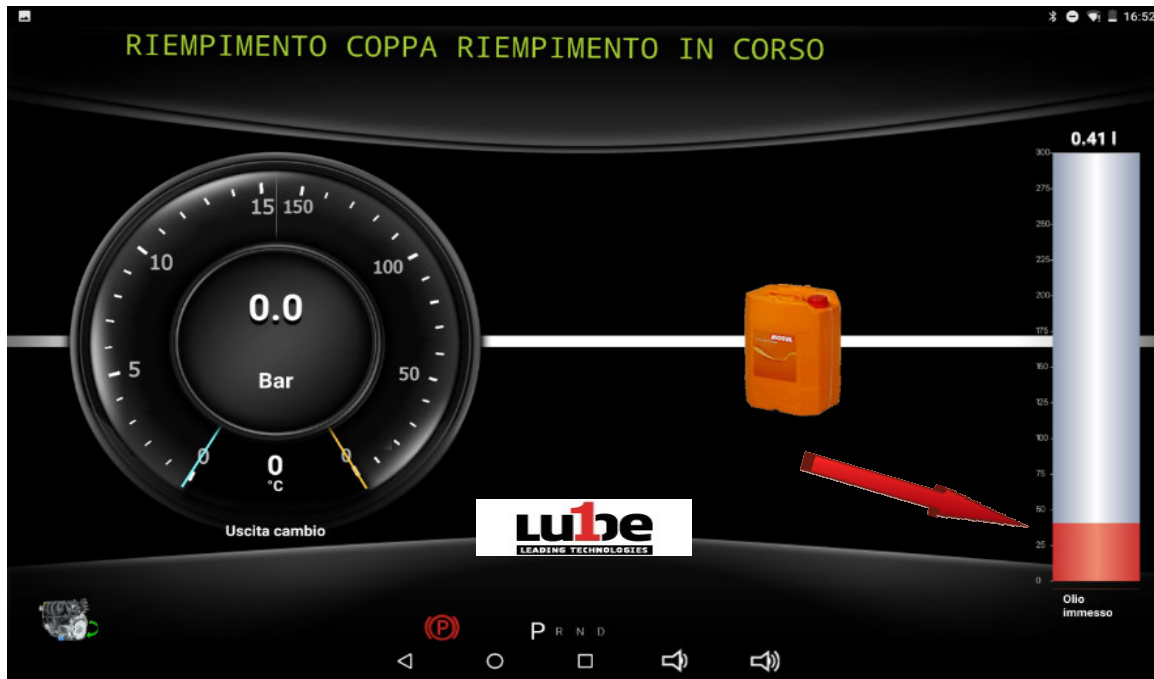 16:52
RIEMPIMENTO COPPA RIEMPIMENTO IN CORSO
0.41 l
300
275
250
225
200
175
150
125
100
75
50
25
0
Olio
immesso
15 150
10 100
5 50
0 0
0.0
Bar
0
°C
Uscita cambio
MOTUL
Lu1be
LEADING TECHNOLOGIES
(P)
P R N D